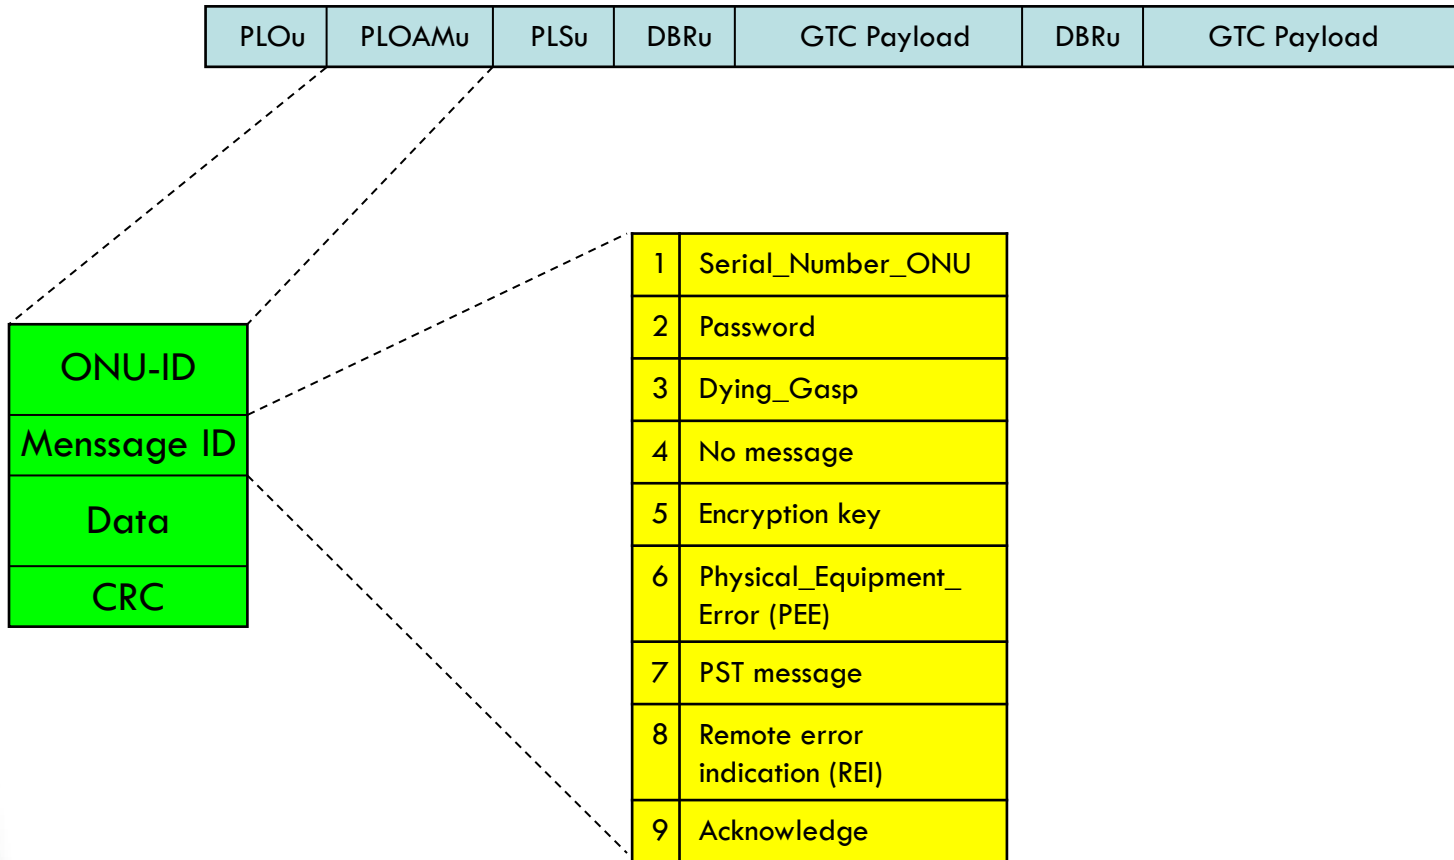 PLOu PLOAMu PLSu DBRu GTC Payload DBRu GTC Payload
ONU-ID
Menssage ID
Data
CRC
1 Serial_Number_ONU
2 Password
3 Dying_Gasp
4 No message
5 Encryption key
6 Physical_Equipment_
Error (PEE)
7 PST message
8 Remote error
indication (REI)
9 Acknowledge